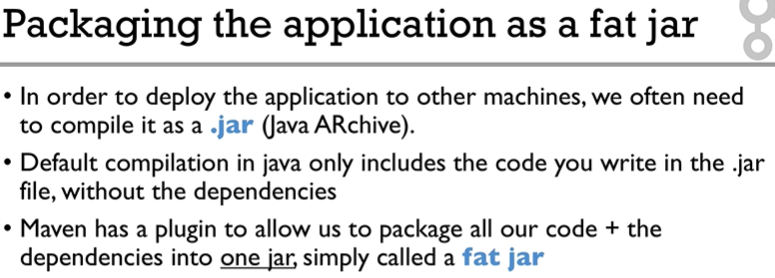 Packaging the application as a fat jar
• In order to deploy the application to other machines, we often need
to compile it as a .jar (Java ARchive).
• Default compilation in java only includes the code you write in the .jar
file, without the dependencies
• Maven has a plugin to allow us to package all our code + the
dependencies into one jar, simply called a fat jar